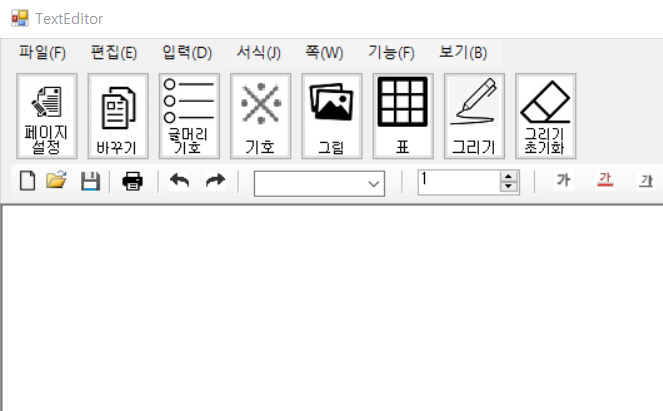 TextEditor
파일(F) 편집(E) 입력(D) 서식(J) 쪽(W) 기능(F) 보기(B)
페이지 설정
바꾸기
글머리 기호
기호
그림
표
그리기
그리기 초기화
1
가 가 가